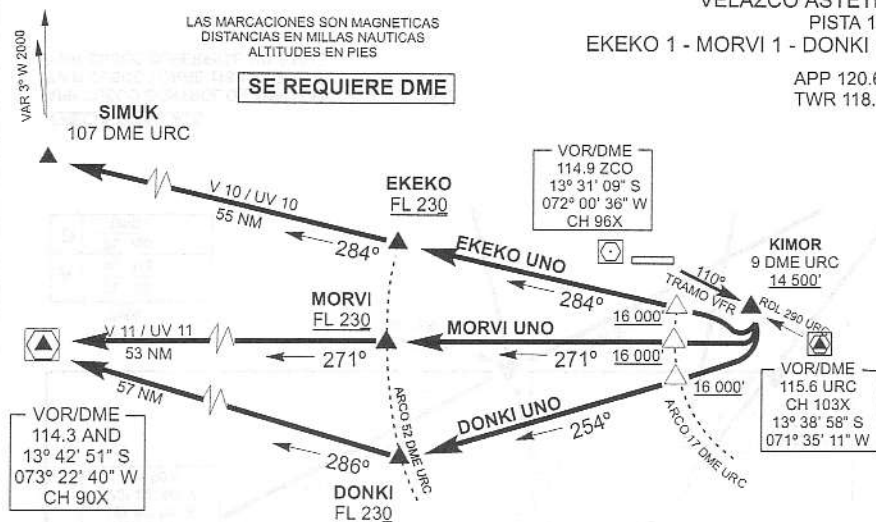 LAS MARCACIONES SON MAGNETICAS
DISTANCIAS EN MILLAS NAUTICAS
ALTITUDES EN PIES
SE REQUIERE DME
PISTA 1
EKEKO 1 - MORVI 1 - DONKI
APP 120.6
TWR 118.
VAR 3° W 2000
SIMUK
107 DME URC
V 10 / UV 10
55 NM
284°
EKEKO
FL 230
EKEKO UNO
284°
16 000'
VOR/DME
114.9 ZCO
13° 31' 09" S
072° 00' 36" W
CH 96X
110°
TRAMO VFR
KIMOR
9 DME URC
14 500'
RDL 290 URC
MORVI
FL 230
V 11 / UV 11
53 NM
271°
MORVI UNO
271°
16 000'
16 000'
57 NM
286°
DONKI UNO
254°
ARCO 52 DME URC
ARCO 17 DME URC
DONKI
FL 230
VOR/DME
114.3 AND
13° 42' 51" S
073° 22' 40" W
CH 90X
VOR/DME
115.6 URC
CH 103X
13° 38' 58" S
071° 35' 11" W